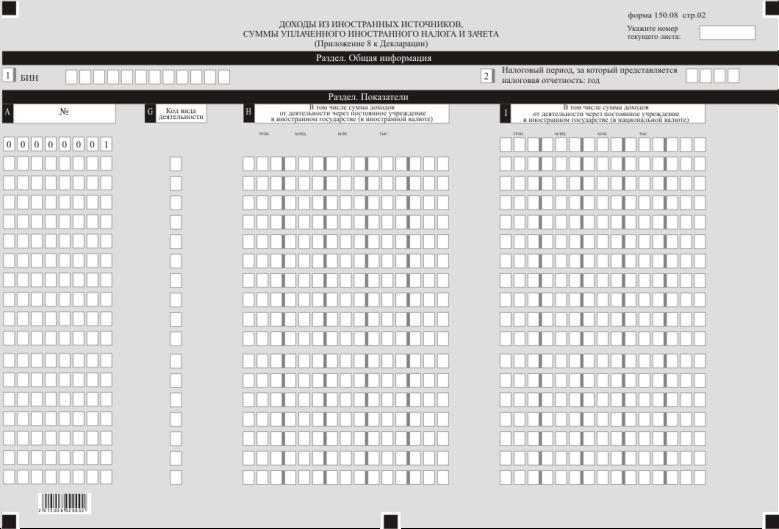 форма 150.08 стр.02
ДОХОДЫ ИЗ ИНОСТРАННЫХ ИСТОЧНИКОВ,
СУММЫ УПЛАЧЕННОГО ИНОСТРАННОГО НАЛОГА И ЗАЧЕТА
(Приложение 8 к Декларации)
Укажите номер
текущего листа:
Раздел. Общая информация
1 БИН
2 Налоговый период, за который представляется
налоговая отчетность: год
Раздел. Показатели
A №
G Код вида
деятельности
H В том числе сумма доходов
от деятельности через постоянное учреждение
в иностранном государстве (в иностранной валюте)
I В том числе сумма доходов
от деятельности через постоянное учреждение
в иностранном государстве (в национальной валюте)
трлн. млрд. млн. тыс.
трлн. млрд. млн. тыс.
0 0 0 0 0 0 0 1